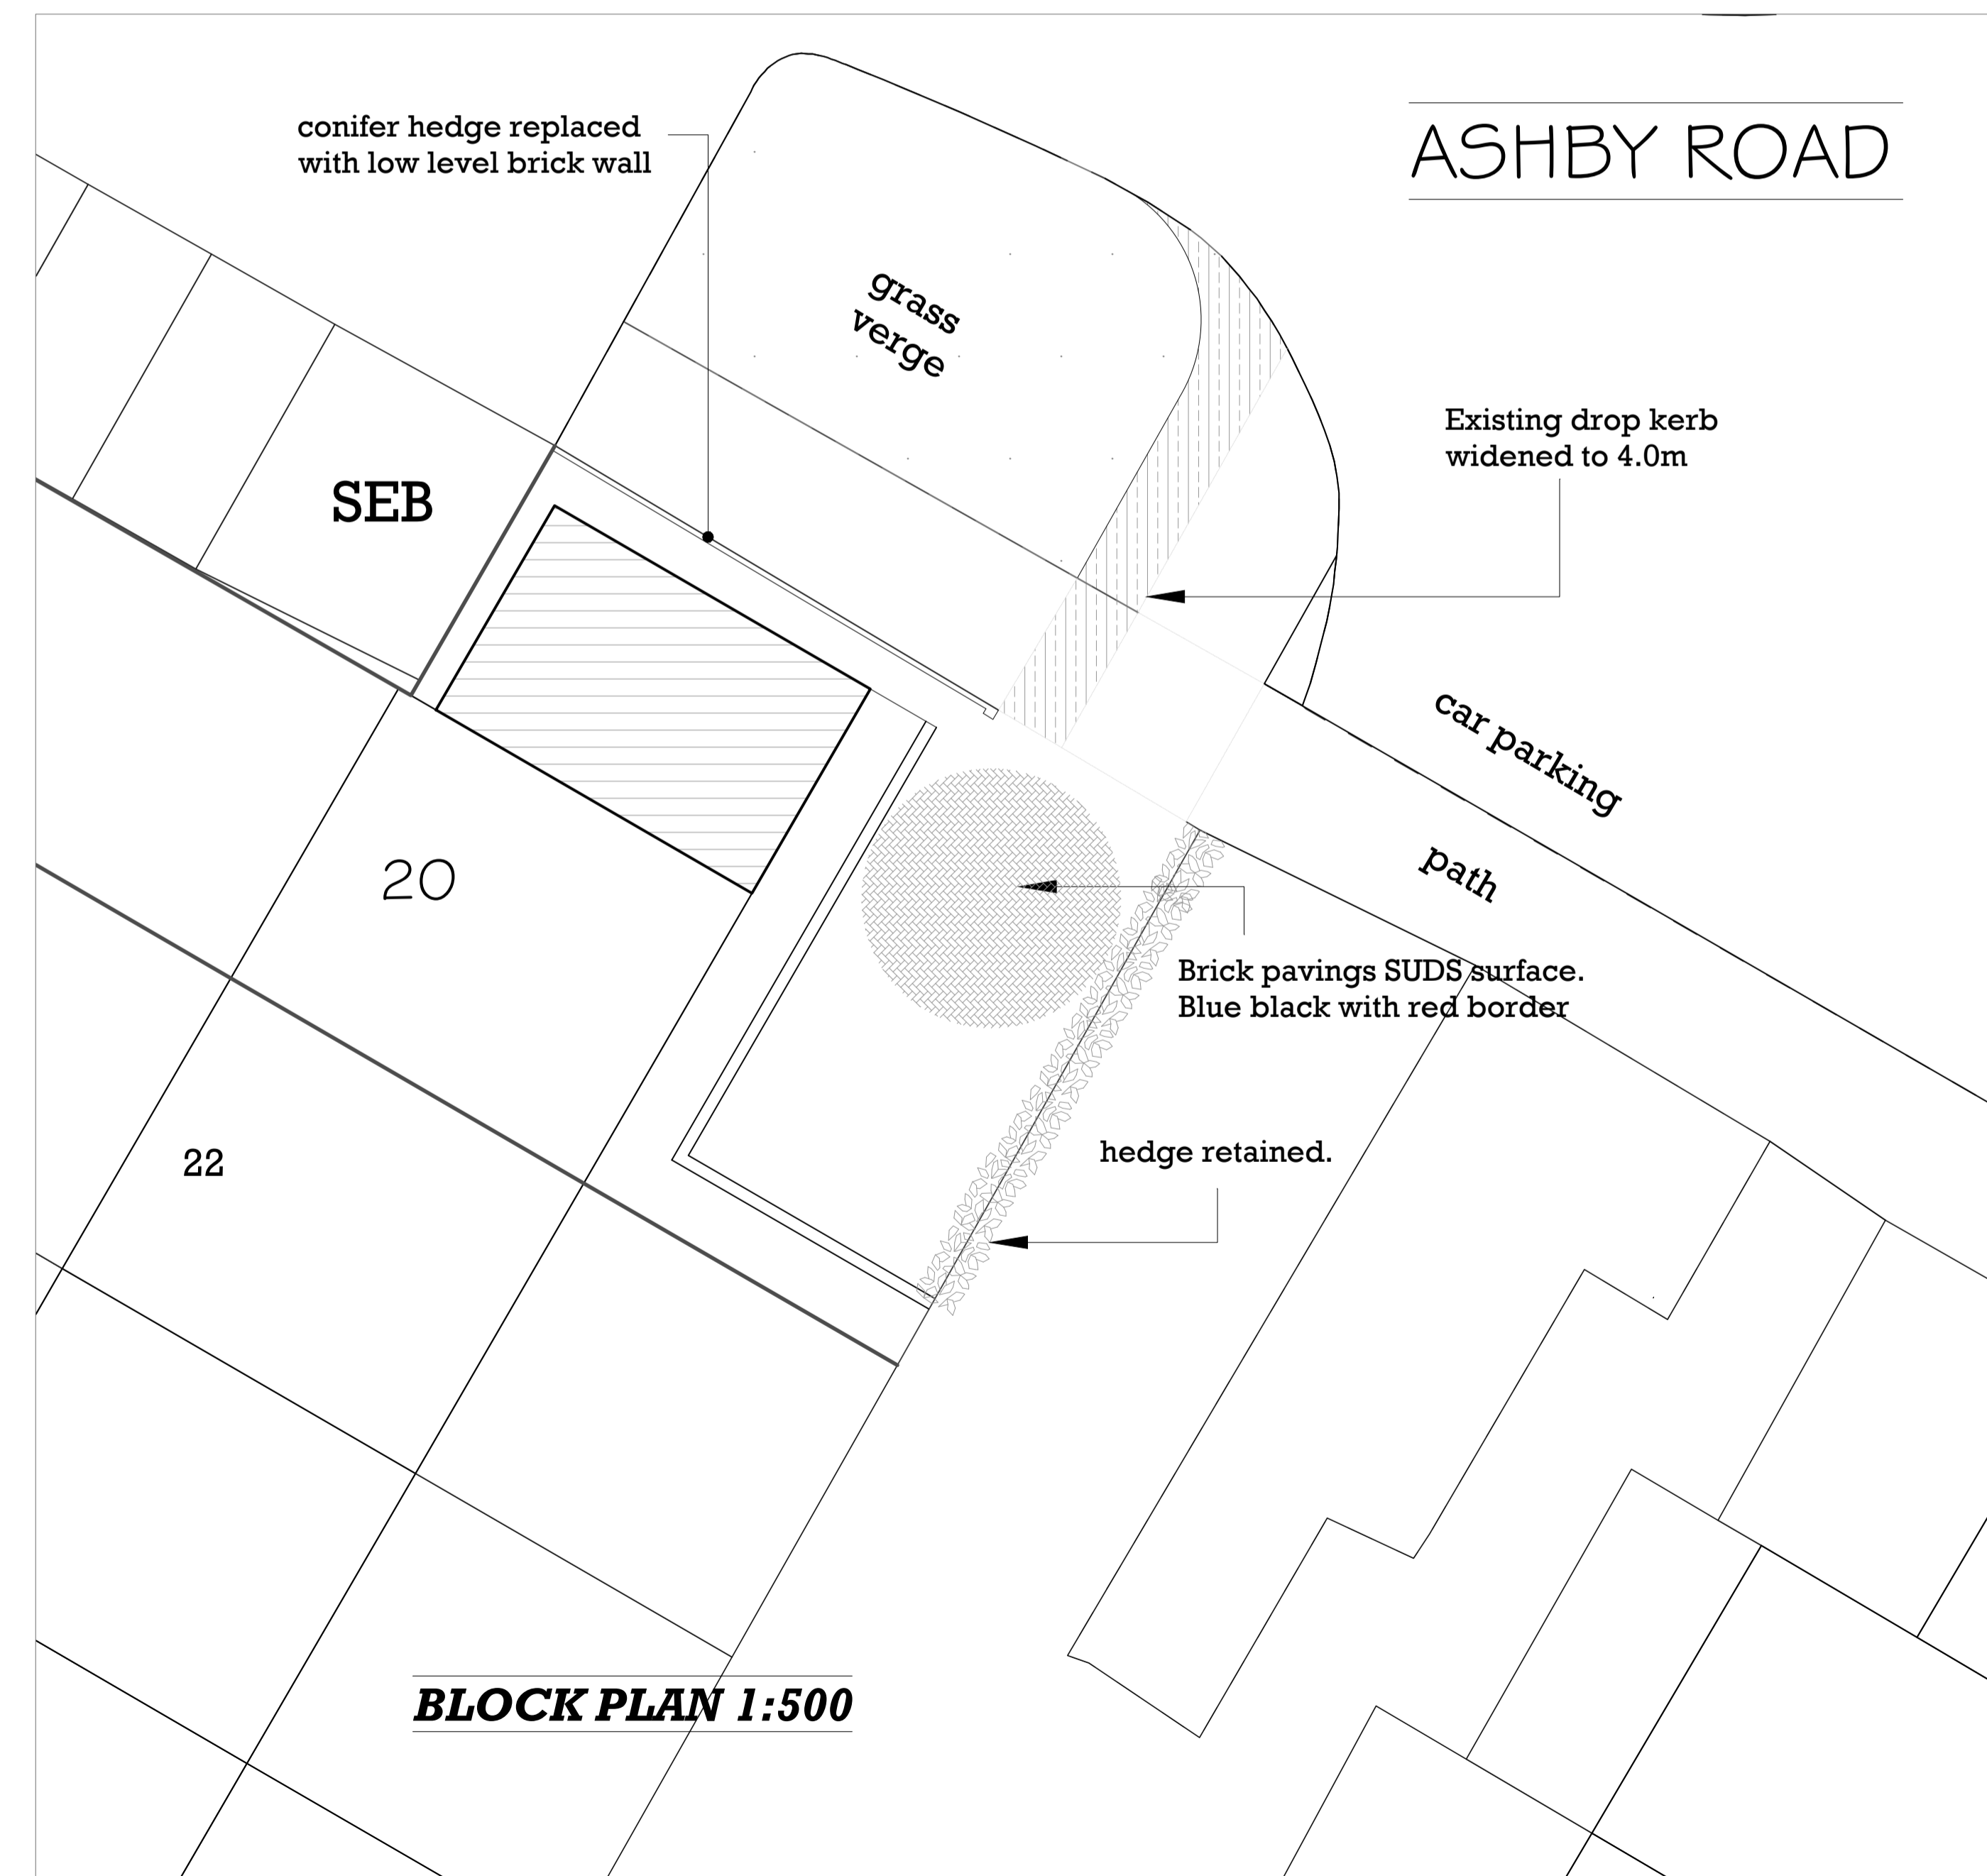 ASHBY ROAD
conifer hedge replaced
with low level brick wall
grass
verge
Existing drop kerb
widened to 4.0m
SEB
car parking
path
20
Brick pavings SUDS surface.
Blue black with red border
22
hedge retained.
BLOCK PLAN 1:500